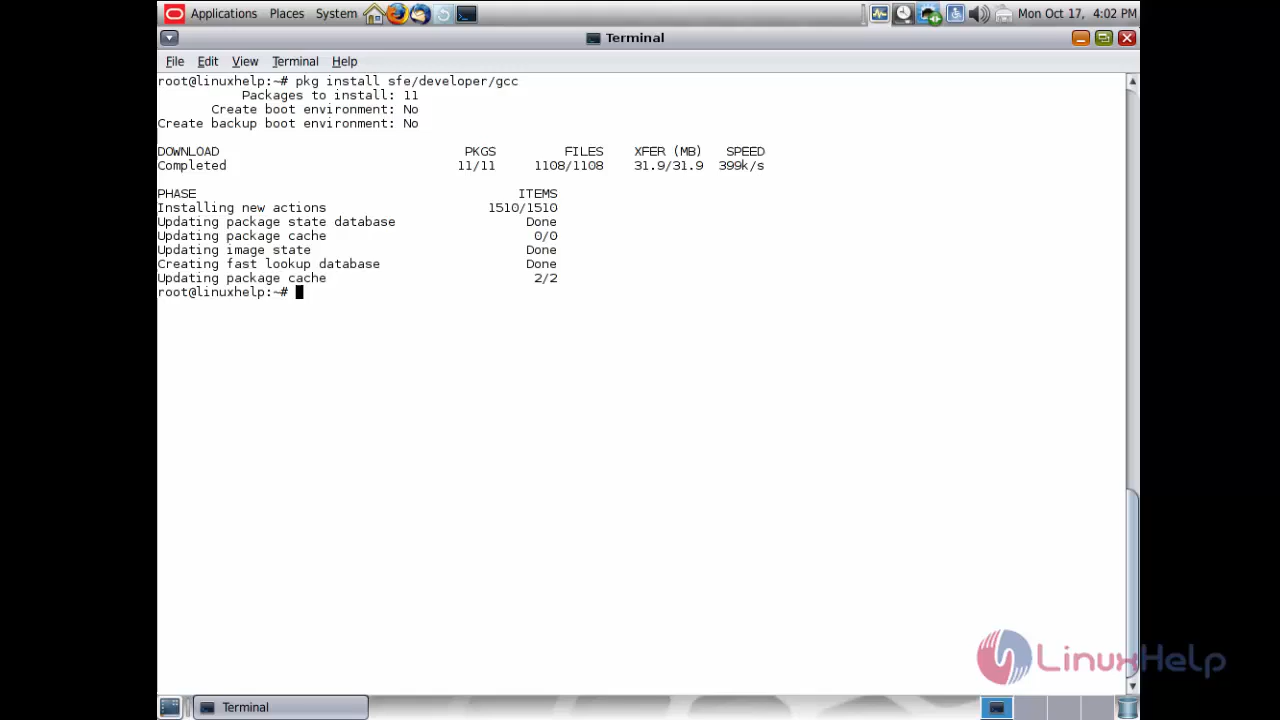 Applications Places System Mon Oct 17, 4:02 PM
Terminal
File Edit View Terminal Help
root@linuxhelp:~# pkg install sfe/developer/gcc
Packages to install: 11
Create boot environment: No
Create backup boot environment: No
DOWNLOAD PKGS FILES XFER (MB) SPEED
Completed 11/11 1108/1108 31.9/31.9 399k/s
PHASE ITEMS
Installing new actions 1510/1510
Updating package state database Done
Updating package cache 0/0
Updating image state Done
Creating fast lookup database Done
Updating package cache 2/2
root@linuxhelp:~#
LinuxHelp
Terminal